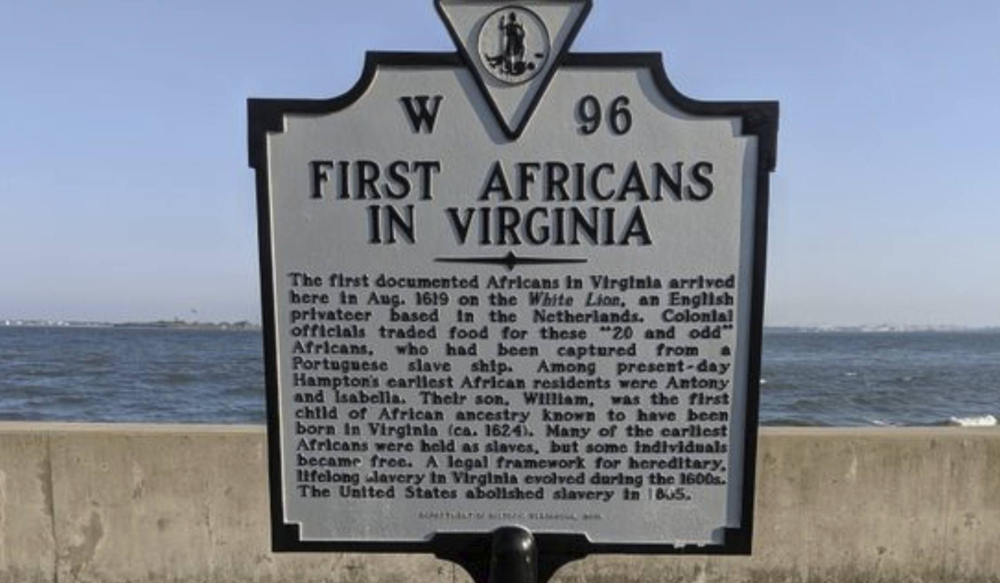 W 96
FIRST AFRICANS
IN VIRGINIA
The first documented Africans in Virginia arrived
here in Aug. 1619 on the White Lion, an English
privateer based in the Netherlands. Colonial
officials traded food for these "20 and odd"
Africans, who had been captured from a
Portuguese slave ship. Among present-day
Hampton's earliest African residents were Antony
and Isabella. Their son, William, was the first
child of African ancestry known to have been
born in Virginia (ca. 1624). Many of the earliest
Africans were held as slaves, but some individuals
became free. A legal framework for hereditary,
lifelong slavery in Virginia evolved during the 1600s.
The United States abolished slavery in 1865.